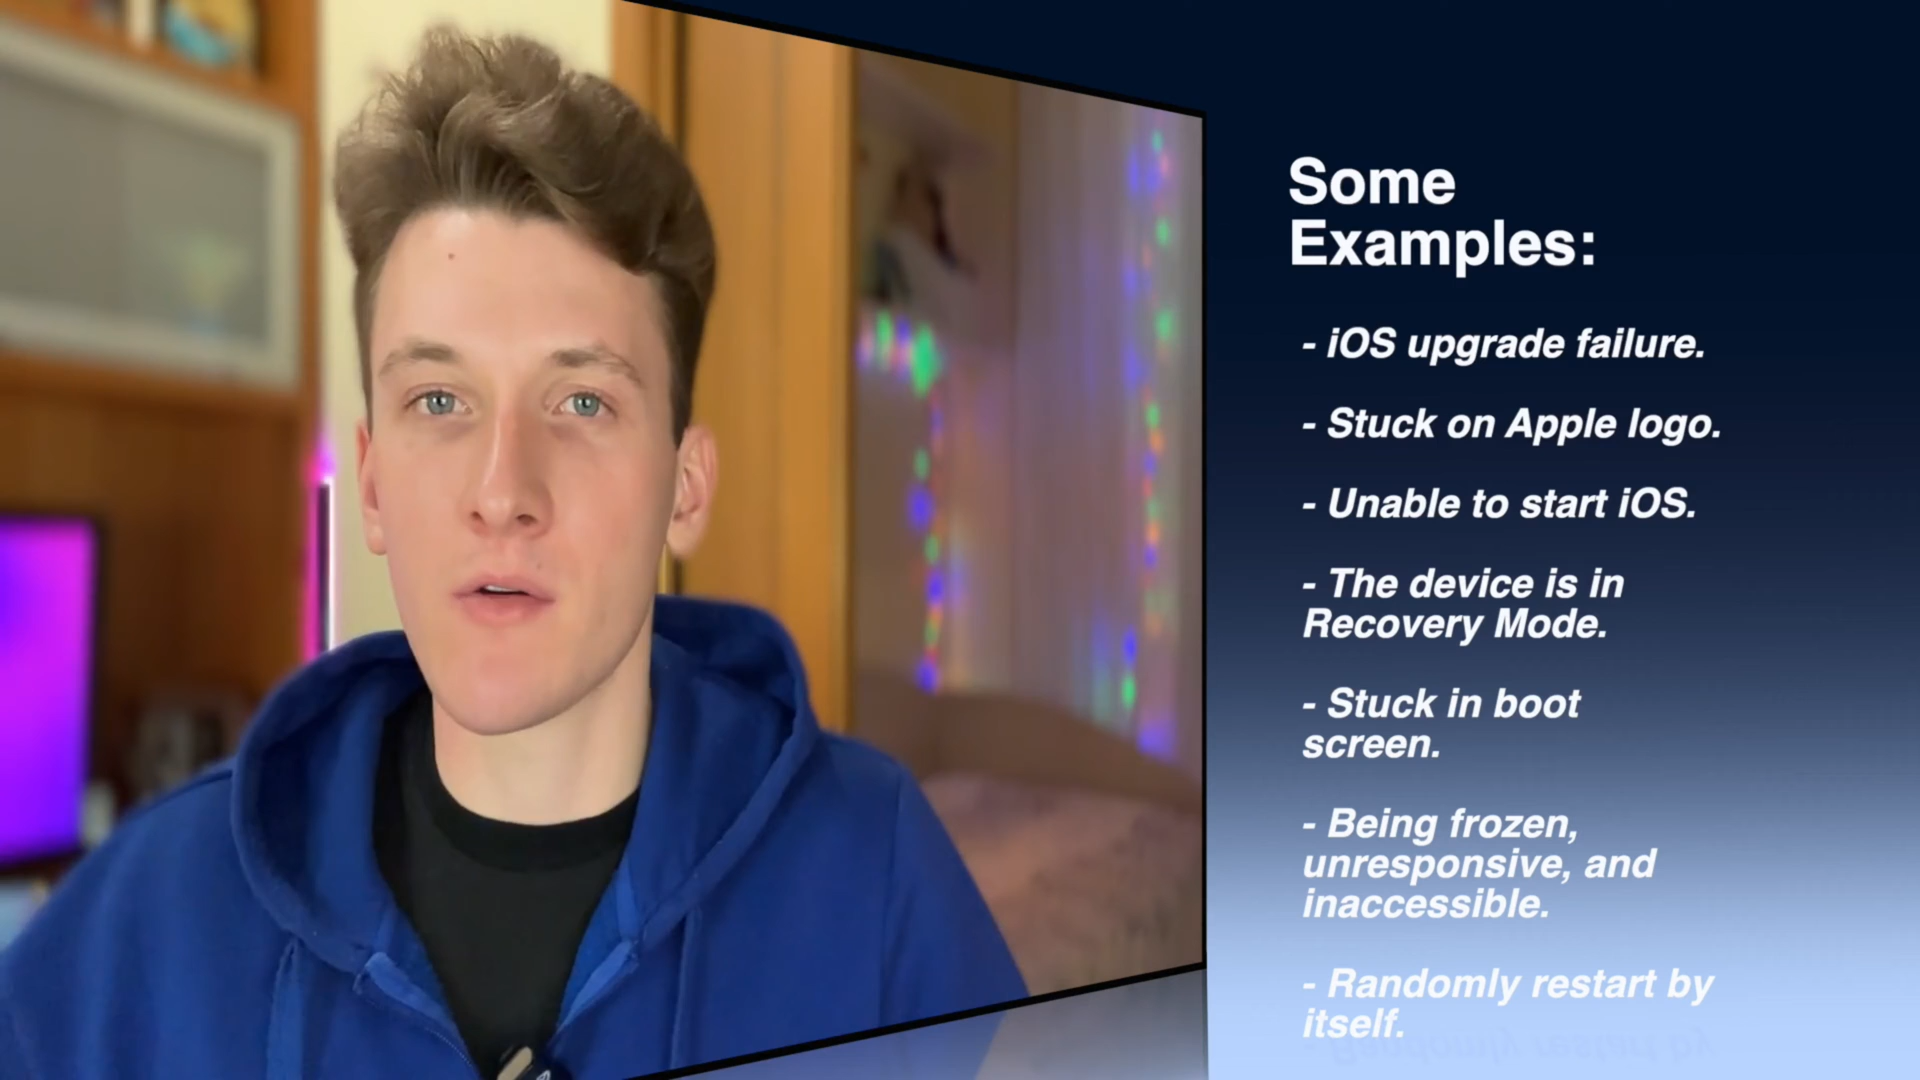 Some
Examples:
- iOS upgrade failure.
- Stuck on Apple logo.
- Unable to start iOS.
- The device is in
Recovery Mode.
- Stuck in boot
screen.
- Being frozen,
unresponsive, and
inaccessible.
- Randomly restart by
itself.